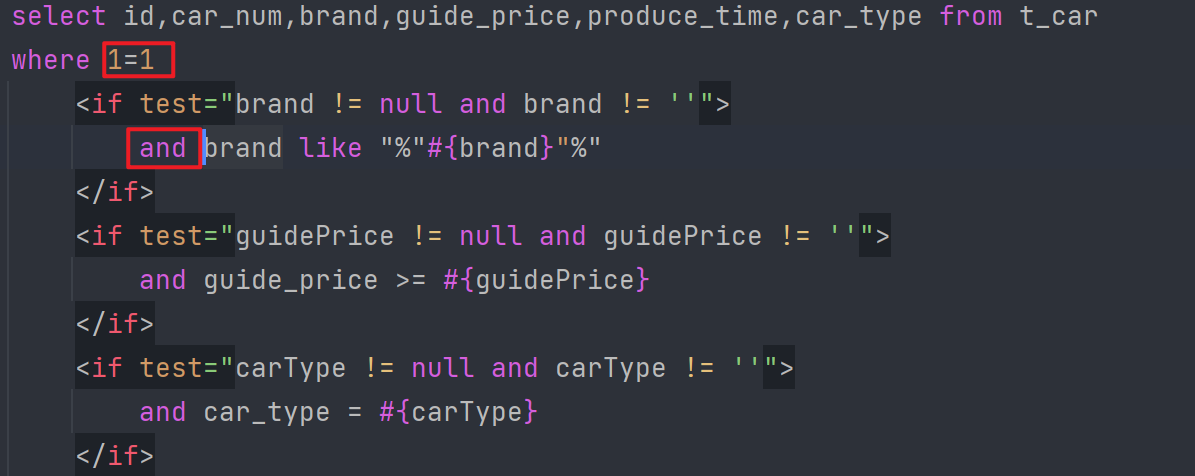 select id,car_num,brand,guide_price,produce_time,car_type from t_car
where 1=1
<if test="brand != null and brand != ''">
and brand like "%"#{brand}"%"
</if>
<if test="guidePrice != null and guidePrice != ''">
and guide_price >= #{guidePrice}
</if>
<if test="carType != null and carType != ''">
and car_type = #{carType}
</if>